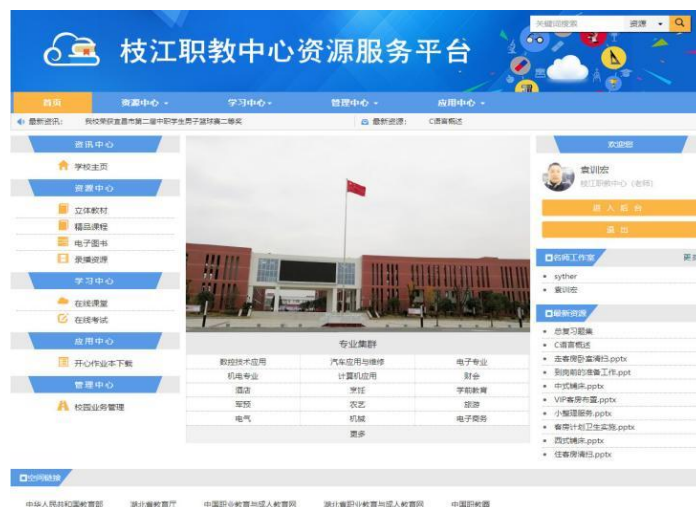 关键词搜索 资源
枝江职教中心资源服务平台
首页 资源中心 学习中心 管理中心 应用中心
最新资讯: 我校荣获宜昌市第二届中职学生男子篮球赛二等奖 最新资源: C语言概述
资讯中心
学校主页
资源中心
立体教材
精品课程
电子图书
录播资源
学习中心
在线课堂
在线考试
应用中心
开心作业本下载
管理中心
校园业务管理
专业集群
数控技术应用 汽车应用与维修 电子专业
机电专业 计算机应用 财会
酒店 烹饪 学前教育
军预 农艺 旅游
电气 机械 电子商务
更多
欢迎您
袁训宏
枝江职教中心 (老师)
进入后台
退出
名师工作室 更多
syther
袁训宏
最新资源
总复习题集
C语言概述
走客房卧室清扫.pptx
到岗前的准备工作.ppt
中式铺床.pptx
VIP客房布置.pptx
小整理服务.pptx
客房计划卫生实施.pptx
西式铺床.pptx
住客房清扫.pptx
空间链接
中华人民共和国教育部 湖北省教育厅 中国职业教育与成人教育网 湖北省职业教育与成人教育网 中国职教圈